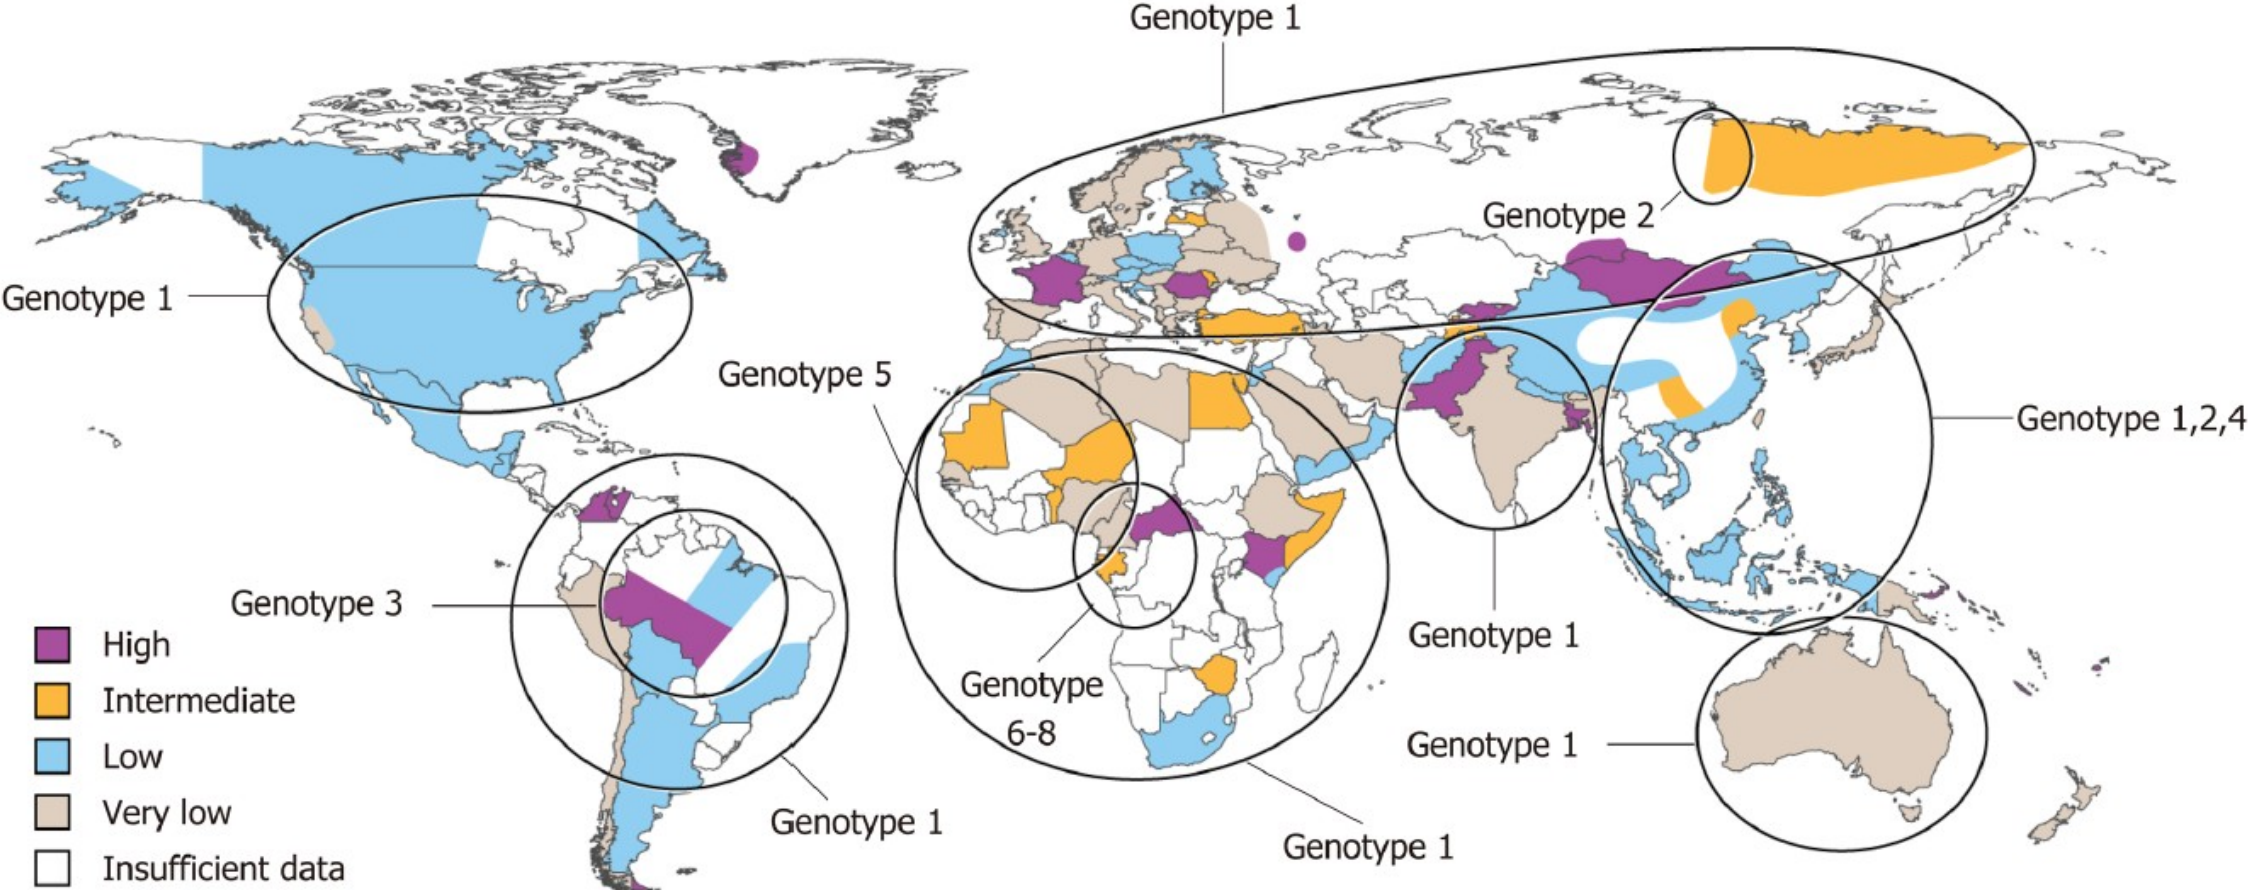 Genotype 1
Genotype 2
Genotype 1
Genotype 5
Genotype 1,2,4
Genotype 3
Genotype 1
Genotype
6-8
Genotype 1
Genotype 1
Genotype 1
High
Intermediate
Low
Very low
Insufficient data